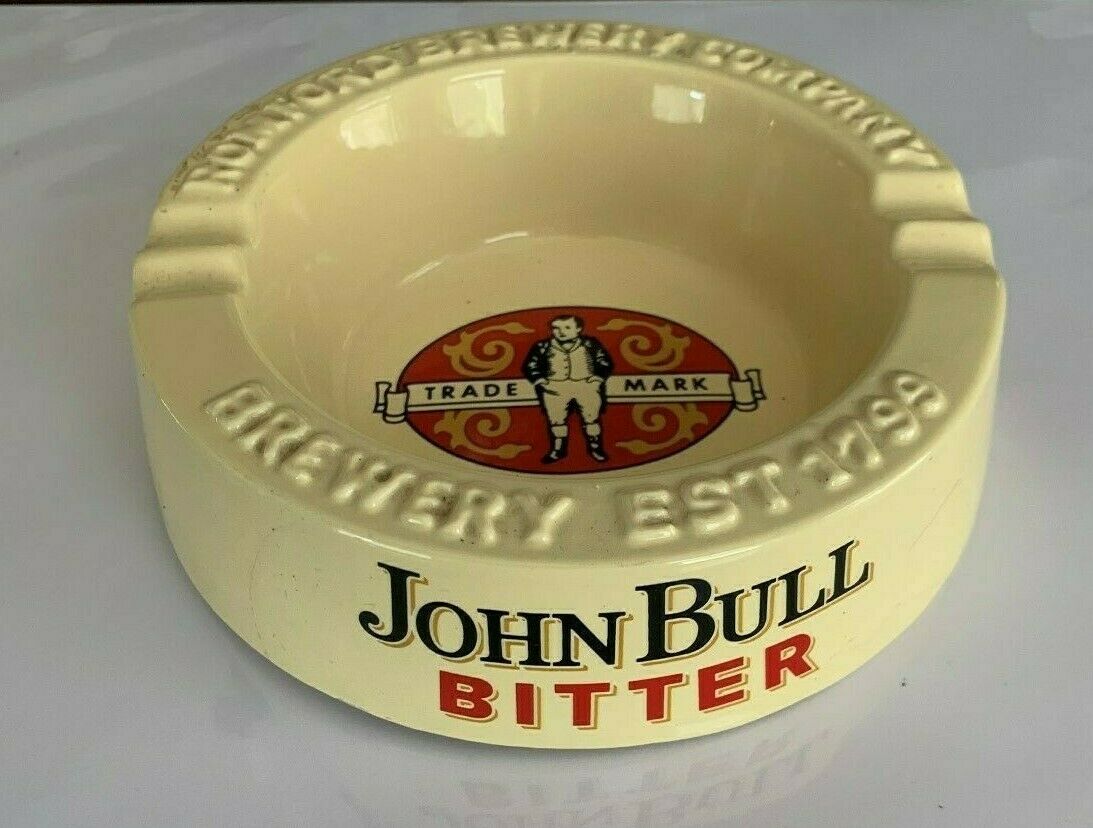 ROMFORD BREWERY COMPANY
TRADE MARK
BREWERY EST 1799
JOHN BULL
BITTER